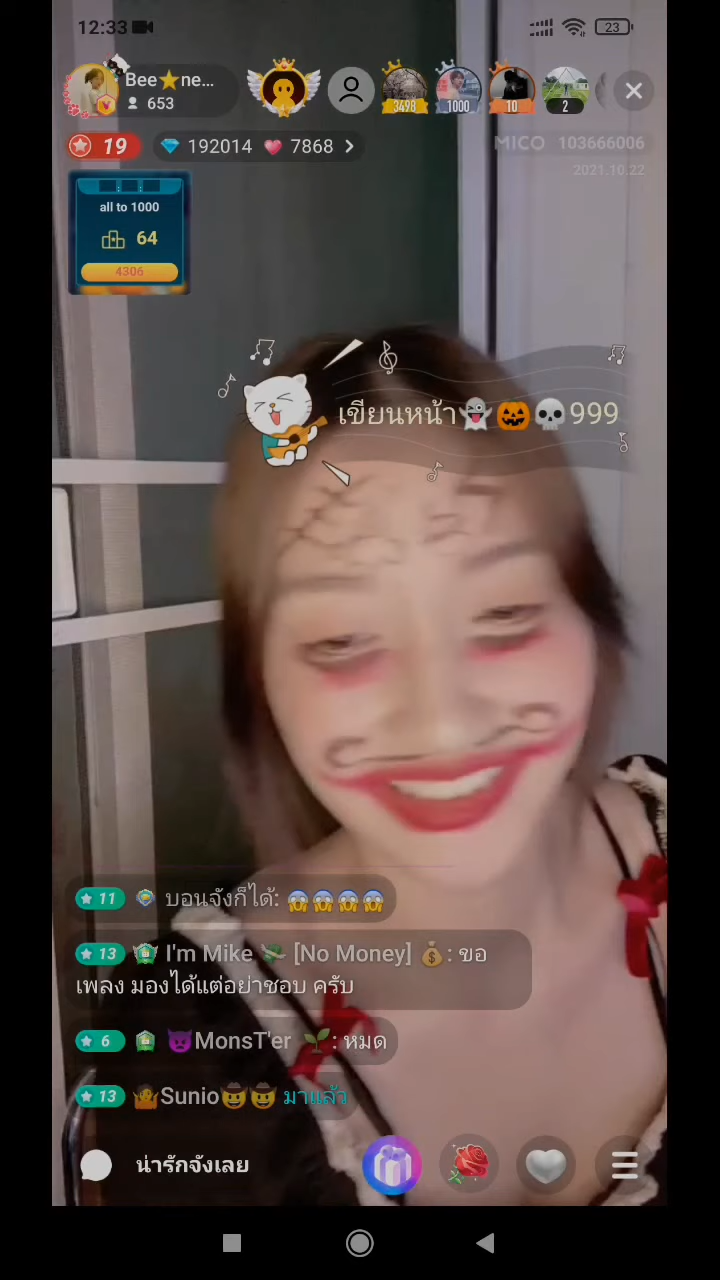 12:33
23
Bee⭐ne...
653
3498
1000
10
2
19
192014
7868
MICO 103666006
2021.10.22
all to 1000
64
4306
เขียนหน้า👻🎃💀999
11 บอนจังก็ได้: 😱😱😱😱
13 I'm Mike 💸 [No Money] 💰: ขอ
เพลง มองได้แต่อย่าชอบ ครับ
6 👿MonsT'er 🌱: หมด
13 🤷Sunio🤠🤠 มาแล้ว
น่ารักจังเลย